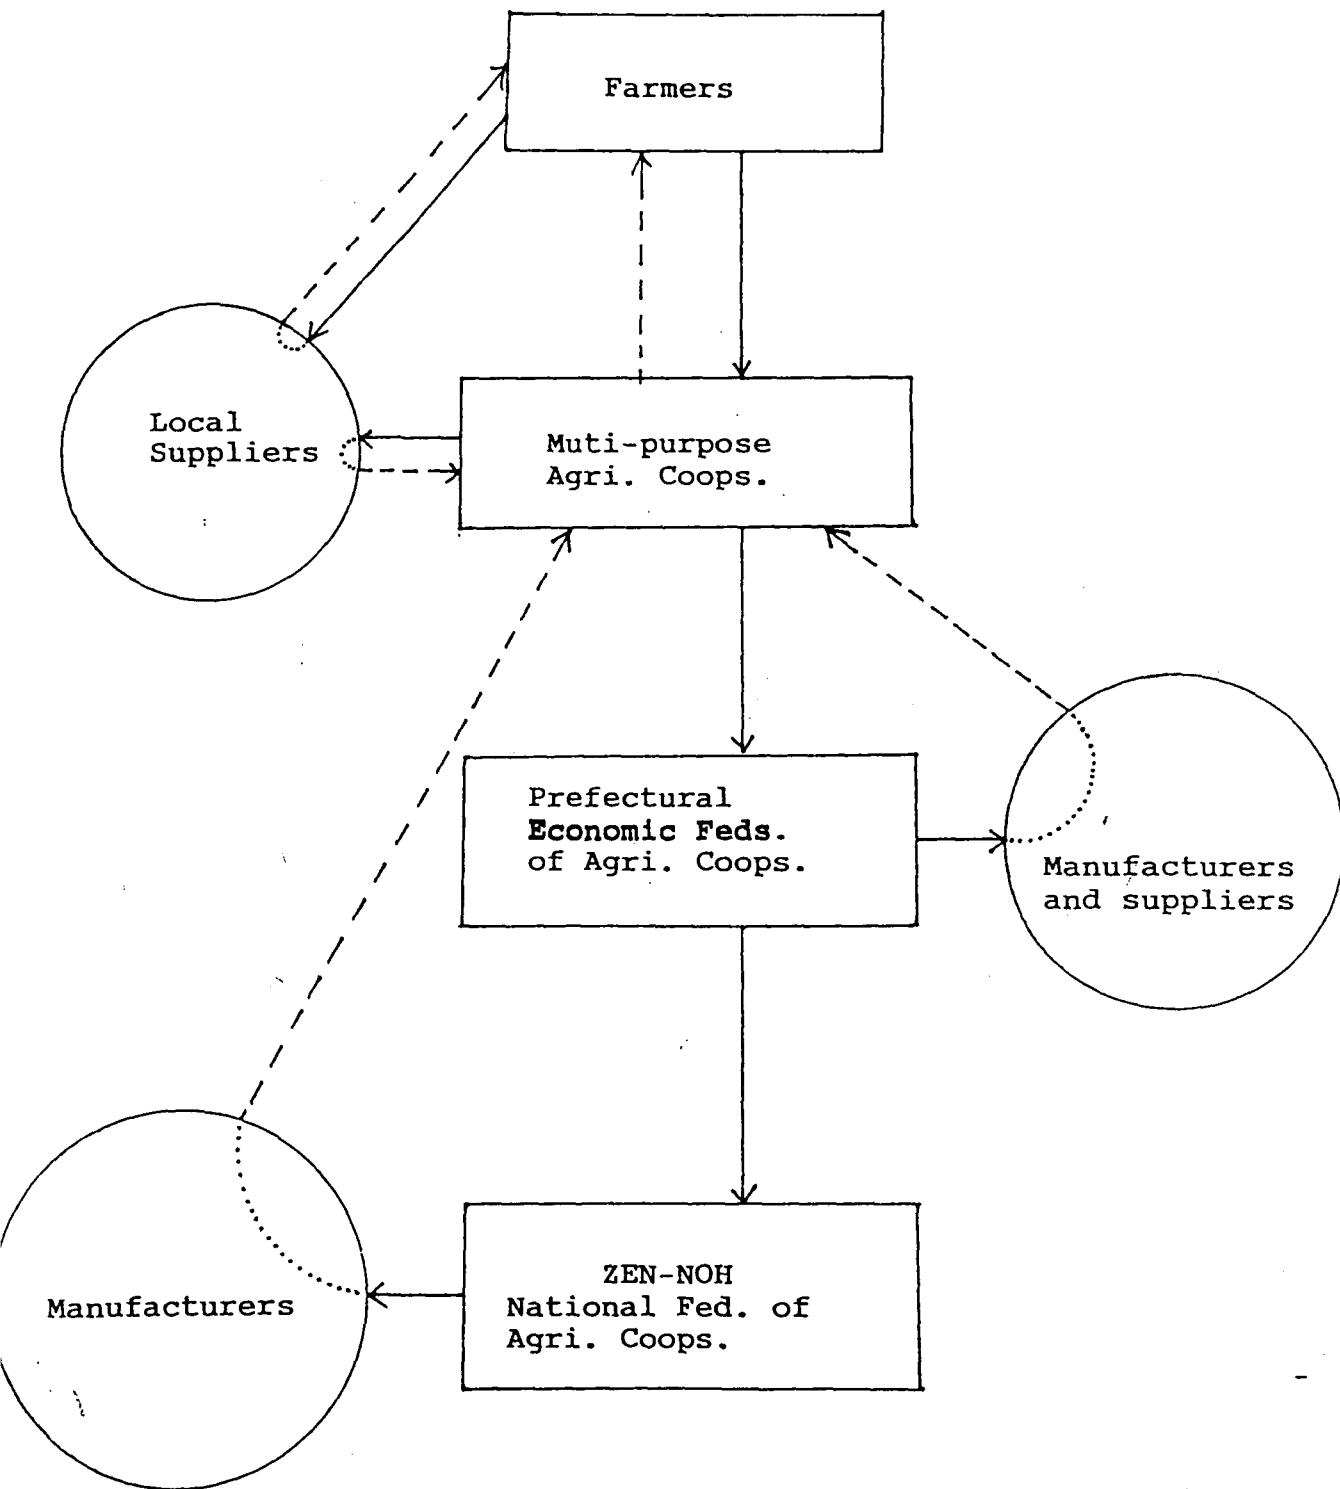 Farmers
Local
Suppliers
Muti-purpose
Agri. Coops.
Prefectural
Economic Feds.
of Agri. Coops.
Manufacturers
and suppliers
ZEN-NOH
National Fed. of
Agri. Coops.
Manufacturers